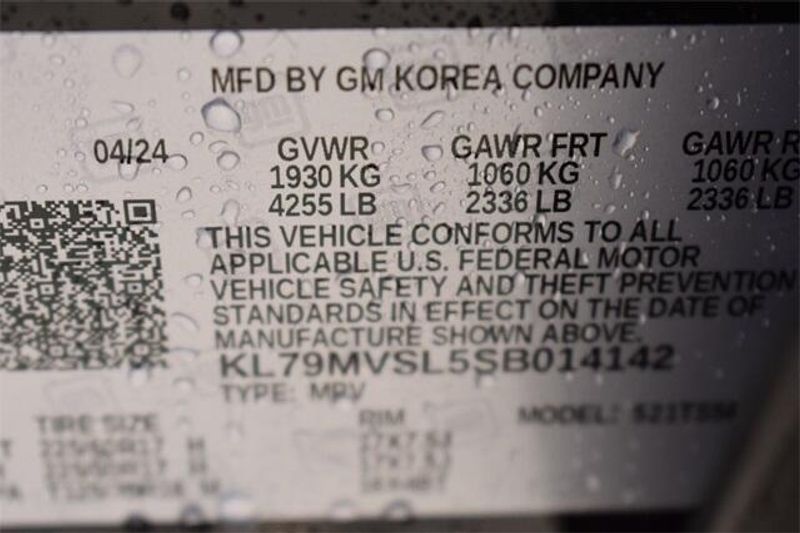 MFD BY GM KOREA COMPANY
04/24 GVWR GAWR FRT GAWR R
1930 KG 1060 KG 1060 KG
4255 LB 2336 LB 2336 LB
THIS VEHICLE CONFORMS TO ALL
APPLICABLE U.S. FEDERAL MOTOR
VEHICLE SAFETY AND THEFT PREVENTION
STANDARDS IN EFFECT ON THE DATE OF
MANUFACTURE SHOWN ABOVE.
KL79MVSL5SB014142
TYPE: MPV
TIRE SIZE RIM MODEL: